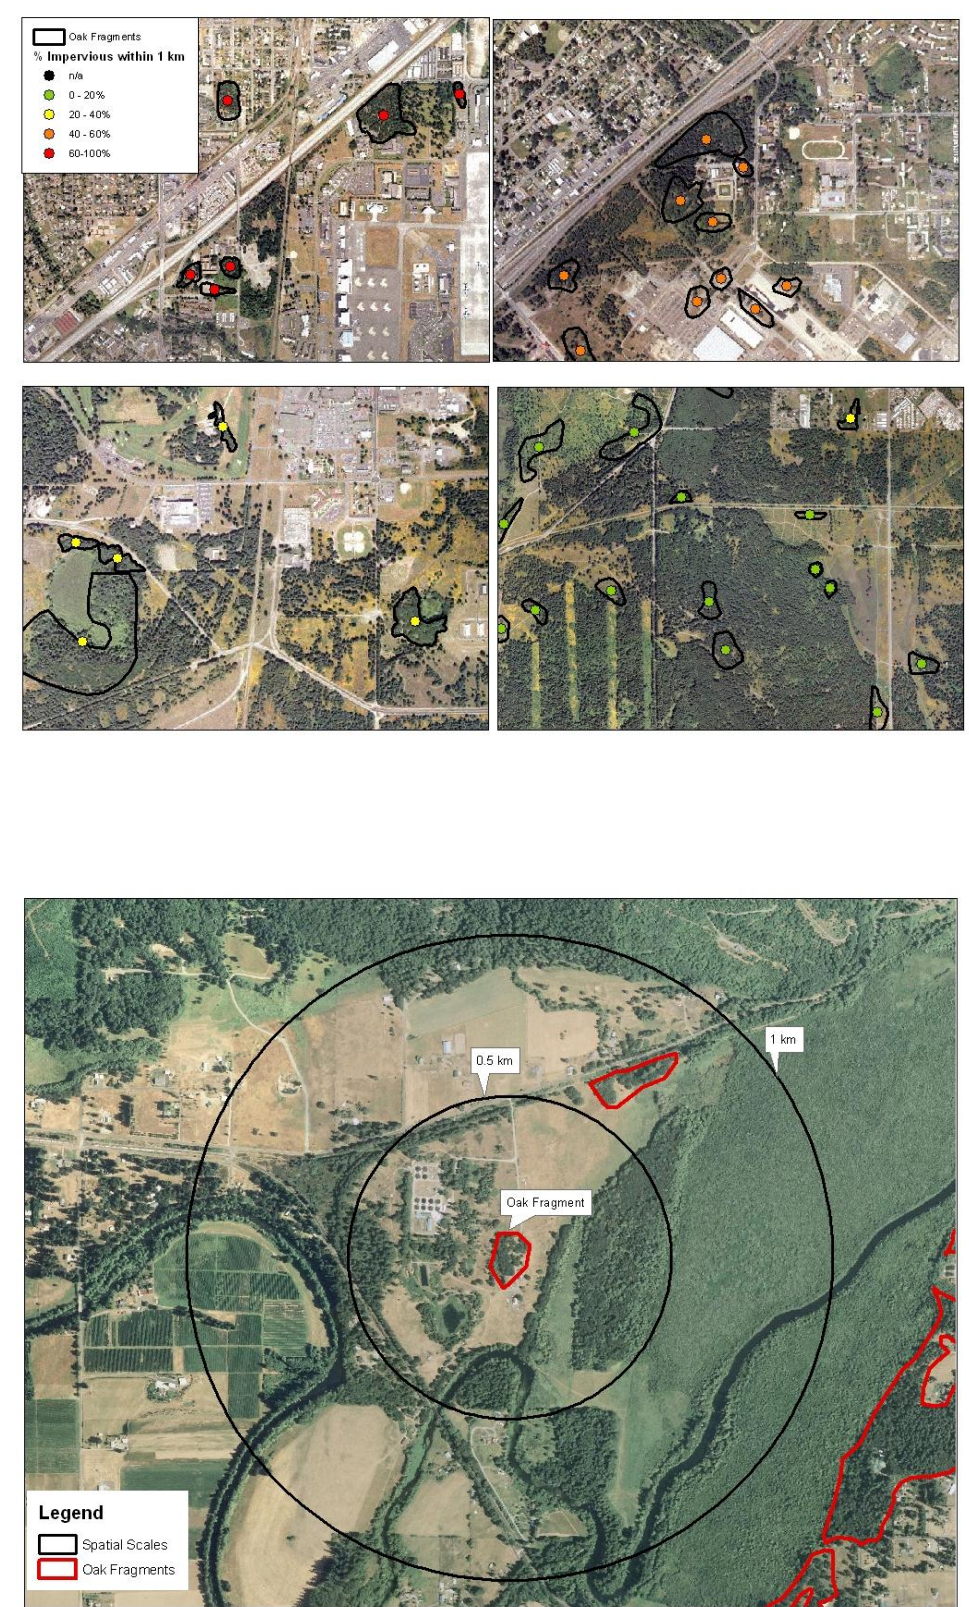 Oak Fragments
% Impervious within 1 km
n/a
0 - 20%
20 - 40%
40 - 60%
60-100%
1 km
0.5 km
Oak Fragment
Legend
Spatial Scales
Oak Fragments